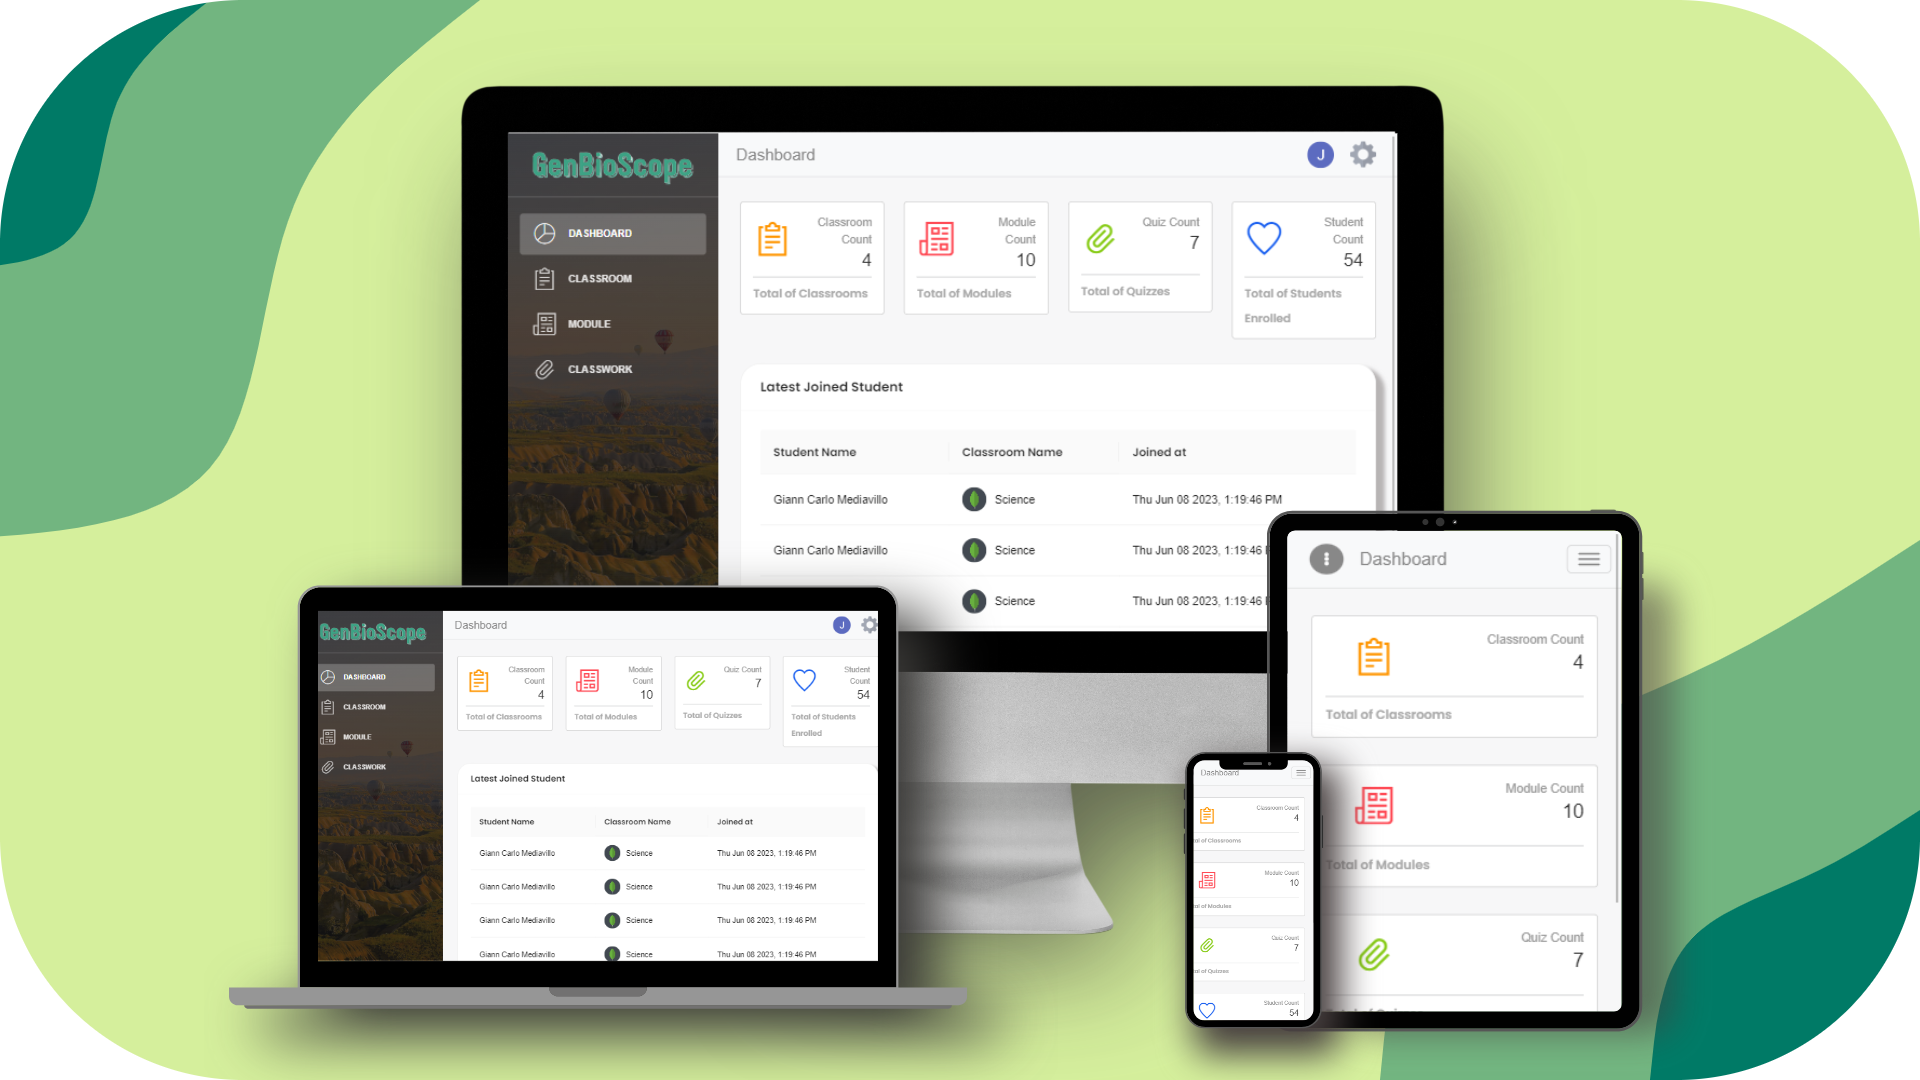 GenBioScope
DASHBOARD
CLASSROOM
MODULE
CLASSWORK
Dashboard
J
Classroom
Count
4
Total of Classrooms
Module
Count
10
Total of Modules
Quiz Count
7
Total of Quizzes
Student
Count
54
Total of Students
Enrolled
Latest Joined Student
Student Name Classroom Name Joined at
Giann Carlo Mediavillo Science Thu Jun 08 2023, 1:19:46 PM
Giann Carlo Mediavillo Science Thu Jun 08 2023, 1:19:46
Science Thu Jun 08 2023, 1:19:46
GenBioScope
DASHBOARD
CLASSROOM
MODULE
CLASSWORK
Dashboard
J
Classroom
Count
4
Total of Classrooms
Module
Count
10
Total of Modules
Quiz Count
7
Total of Quizzes
Student
Count
54
Total of Students
Enrolled
Latest Joined Student
Student Name Classroom Name Joined at
Giann Carlo Mediavillo Science Thu Jun 08 2023, 1:19:46 PM
Giann Carlo Mediavillo Science Thu Jun 08 2023, 1:19:46 PM
Giann Carlo Mediavillo Science Thu Jun 08 2023, 1:19:46 PM
Giann Carlo Mediavillo Science Thu Jun 08 2023, 1:19:46 PM
Dashboard
Classroom Count
4
of Classrooms
Module Count
10
of Modules
Quiz Count
7
of Quizzes
Student Count
54
Dashboard
Classroom Count
4
Total of Classrooms
Module Count
10
Total of Modules
Quiz Count
7